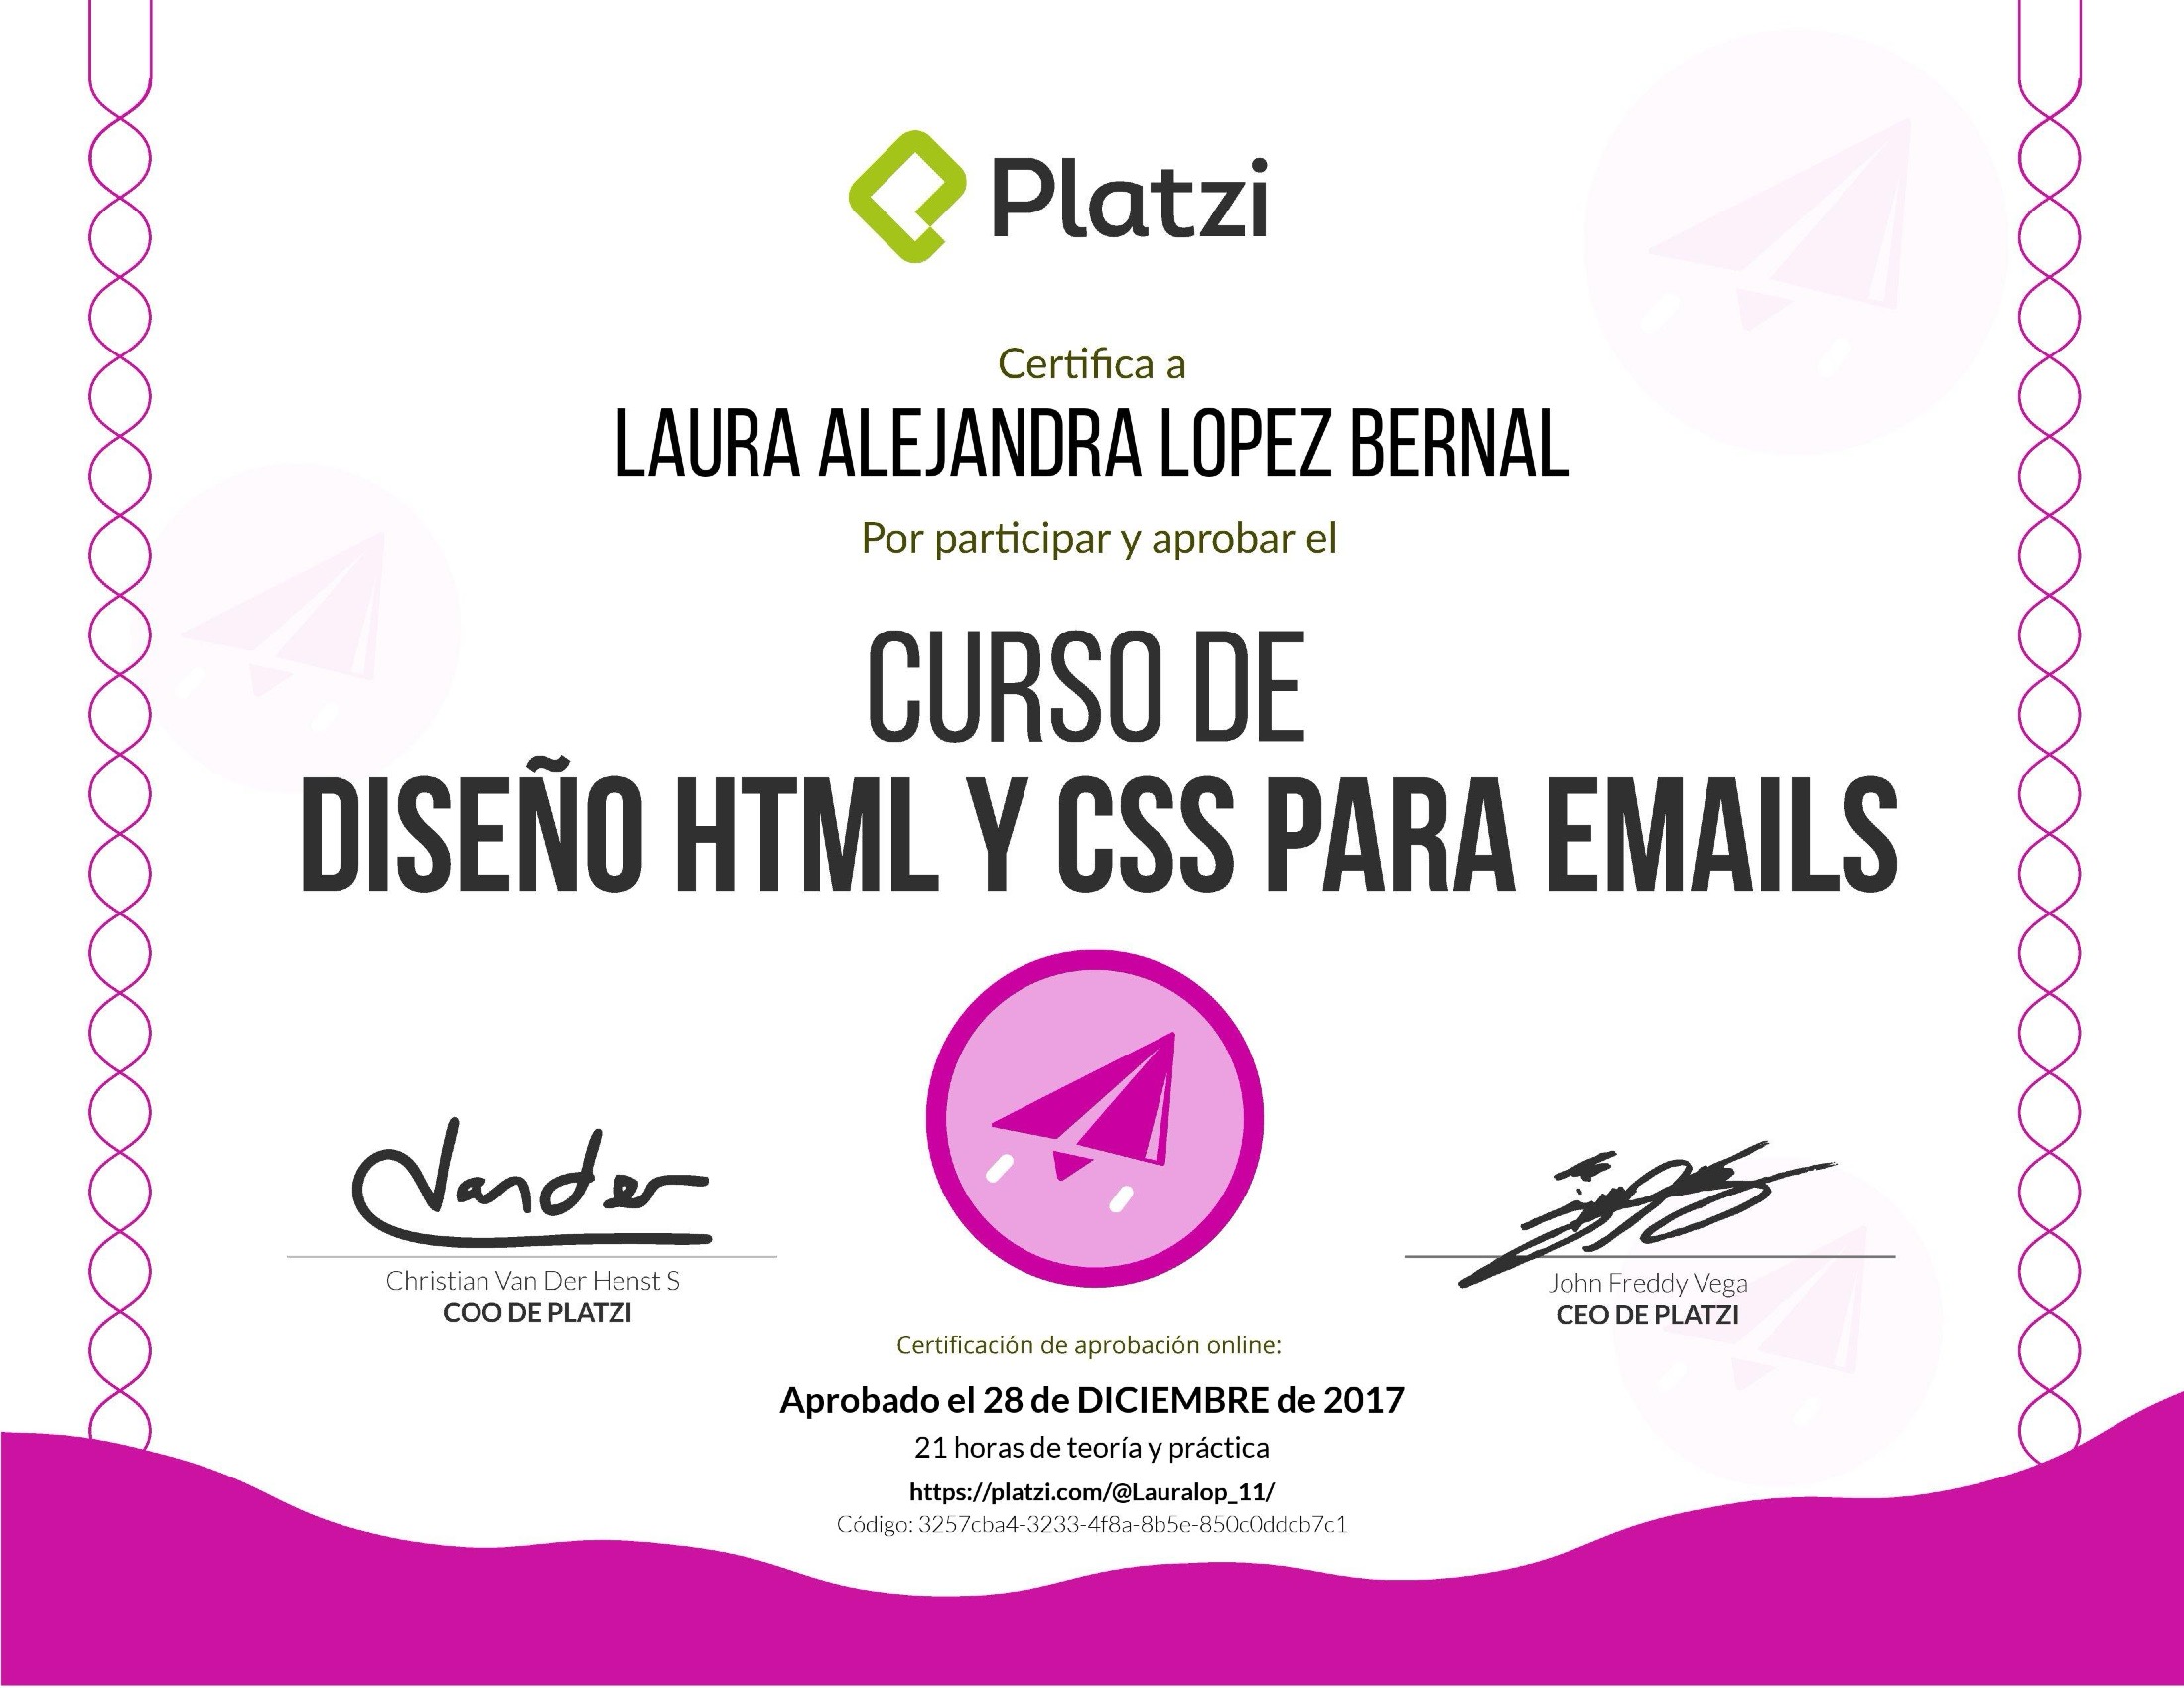 Platzi
Certifica a
LAURA ALEJANDRA LOPEZ BERNAL
Por participar y aprobar el
CURSO DE
DISEÑO HTML Y CSS PARA EMAILS
Vander
Christian Van Der Henst S
COO DE PLATZI
John Freddy Vega
CEO DE PLATZI
Certificación de aprobación online:
Aprobado el 28 de DICIEMBRE de 2017
21 horas de teoría y práctica
https://platzi.com/@Lauralop_11/
Código: 3257cba4-3233-4f8a-8b5e-850c0ddcb7c1